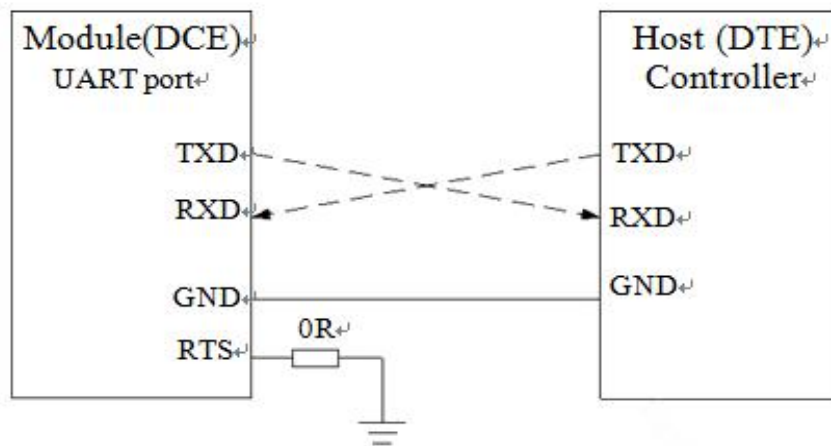 Module(DCE)↵
UART port↵
TXD↵
RXD↵
GND↵
RTS↵
0R↵
Host (DTE)↵
Controller↵
TXD↵
RXD↵
GND↵